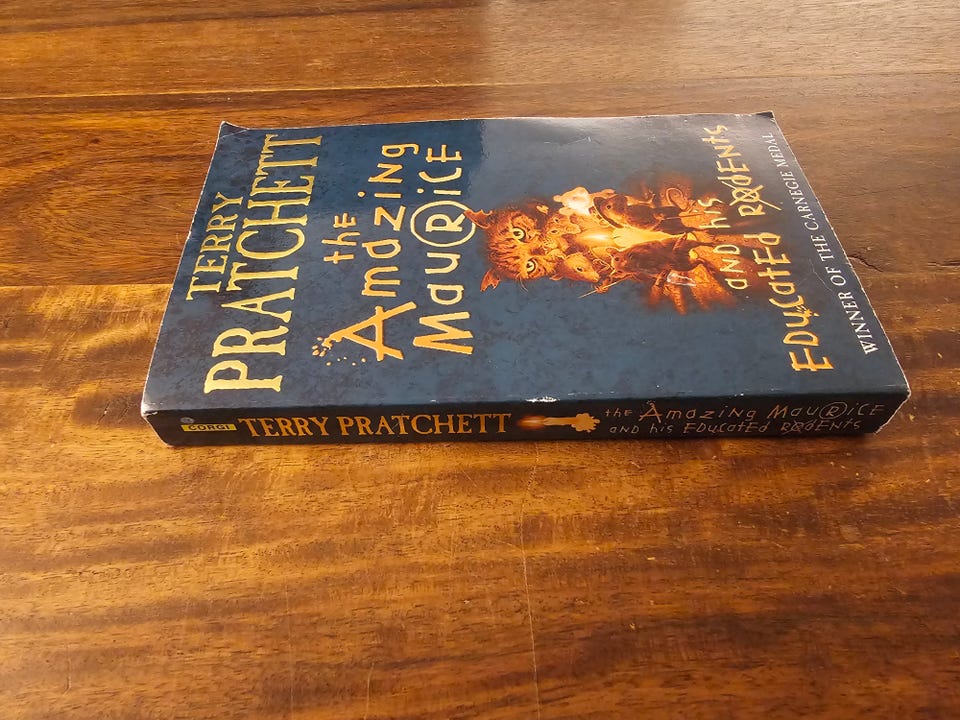 TERRY
PRATCHETT
the
Amazing
MauRicE
and his
EducatEd RodENts
WINNER OF THE CARNEGIE MEDAL
CORGI
TERRY PRATCHETT
the Amazing MauRicE
and his EducatEd RodENts